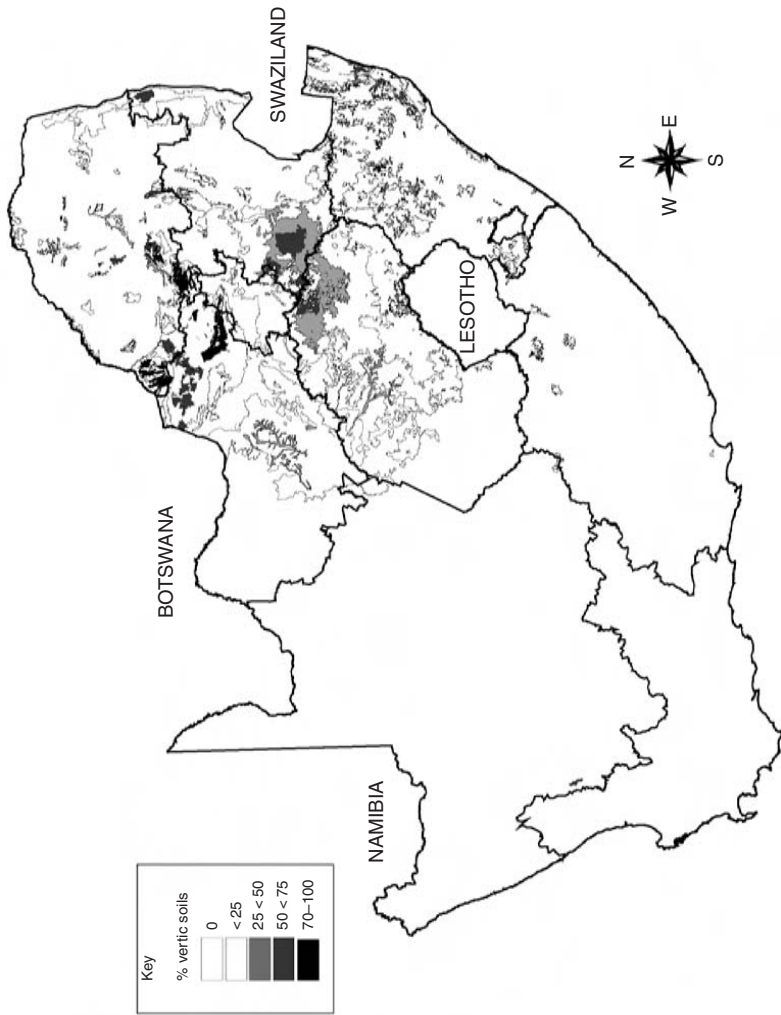 Key
% vertic soils
0
< 25
25 < 50
50 < 75
70–100
NAMIBIA
BOTSWANA
SWAZILAND
LESOTHO
N
W
E
S